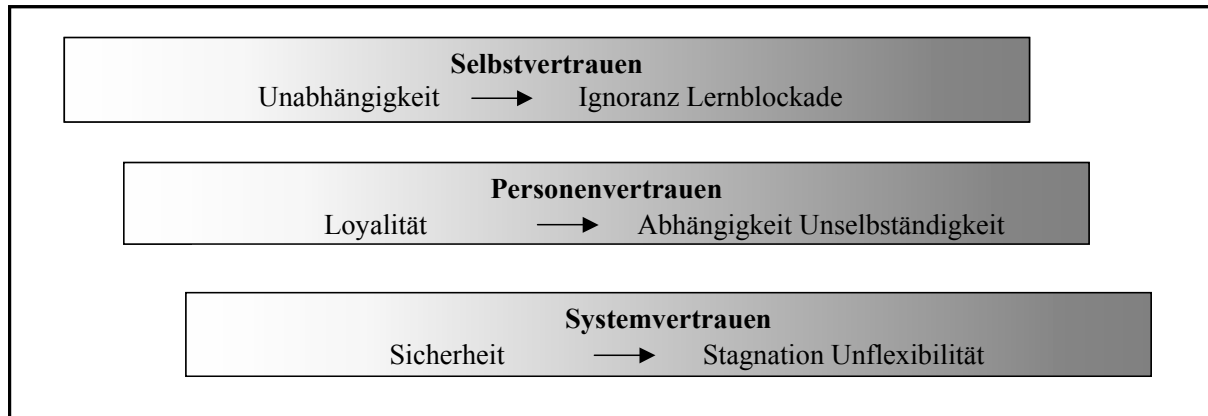 Selbstvertrauen
Unabhängigkeit → Ignoranz Lernblockade
Personenvertrauen
Loyalität → Abhängigkeit Unselbständigkeit
Systemvertrauen
Sicherheit → Stagnation Unflexibilität